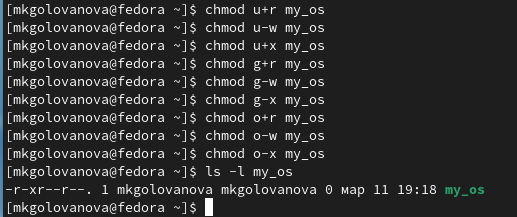 [mkgolovanova@fedora ~]$ chmod u+r my_os
[mkgolovanova@fedora ~]$ chmod u-w my_os
[mkgolovanova@fedora ~]$ chmod u+x my_os
[mkgolovanova@fedora ~]$ chmod g+r my_os
[mkgolovanova@fedora ~]$ chmod g-w my_os
[mkgolovanova@fedora ~]$ chmod g-x my_os
[mkgolovanova@fedora ~]$ chmod o+r my_os
[mkgolovanova@fedora ~]$ chmod o-w my_os
[mkgolovanova@fedora ~]$ chmod o-x my_os
[mkgolovanova@fedora ~]$ ls -l my_os
-r-xr--r--. 1 mkgolovanova mkgolovanova 0 мар 11 19:18 my_os
[mkgolovanova@fedora ~]$